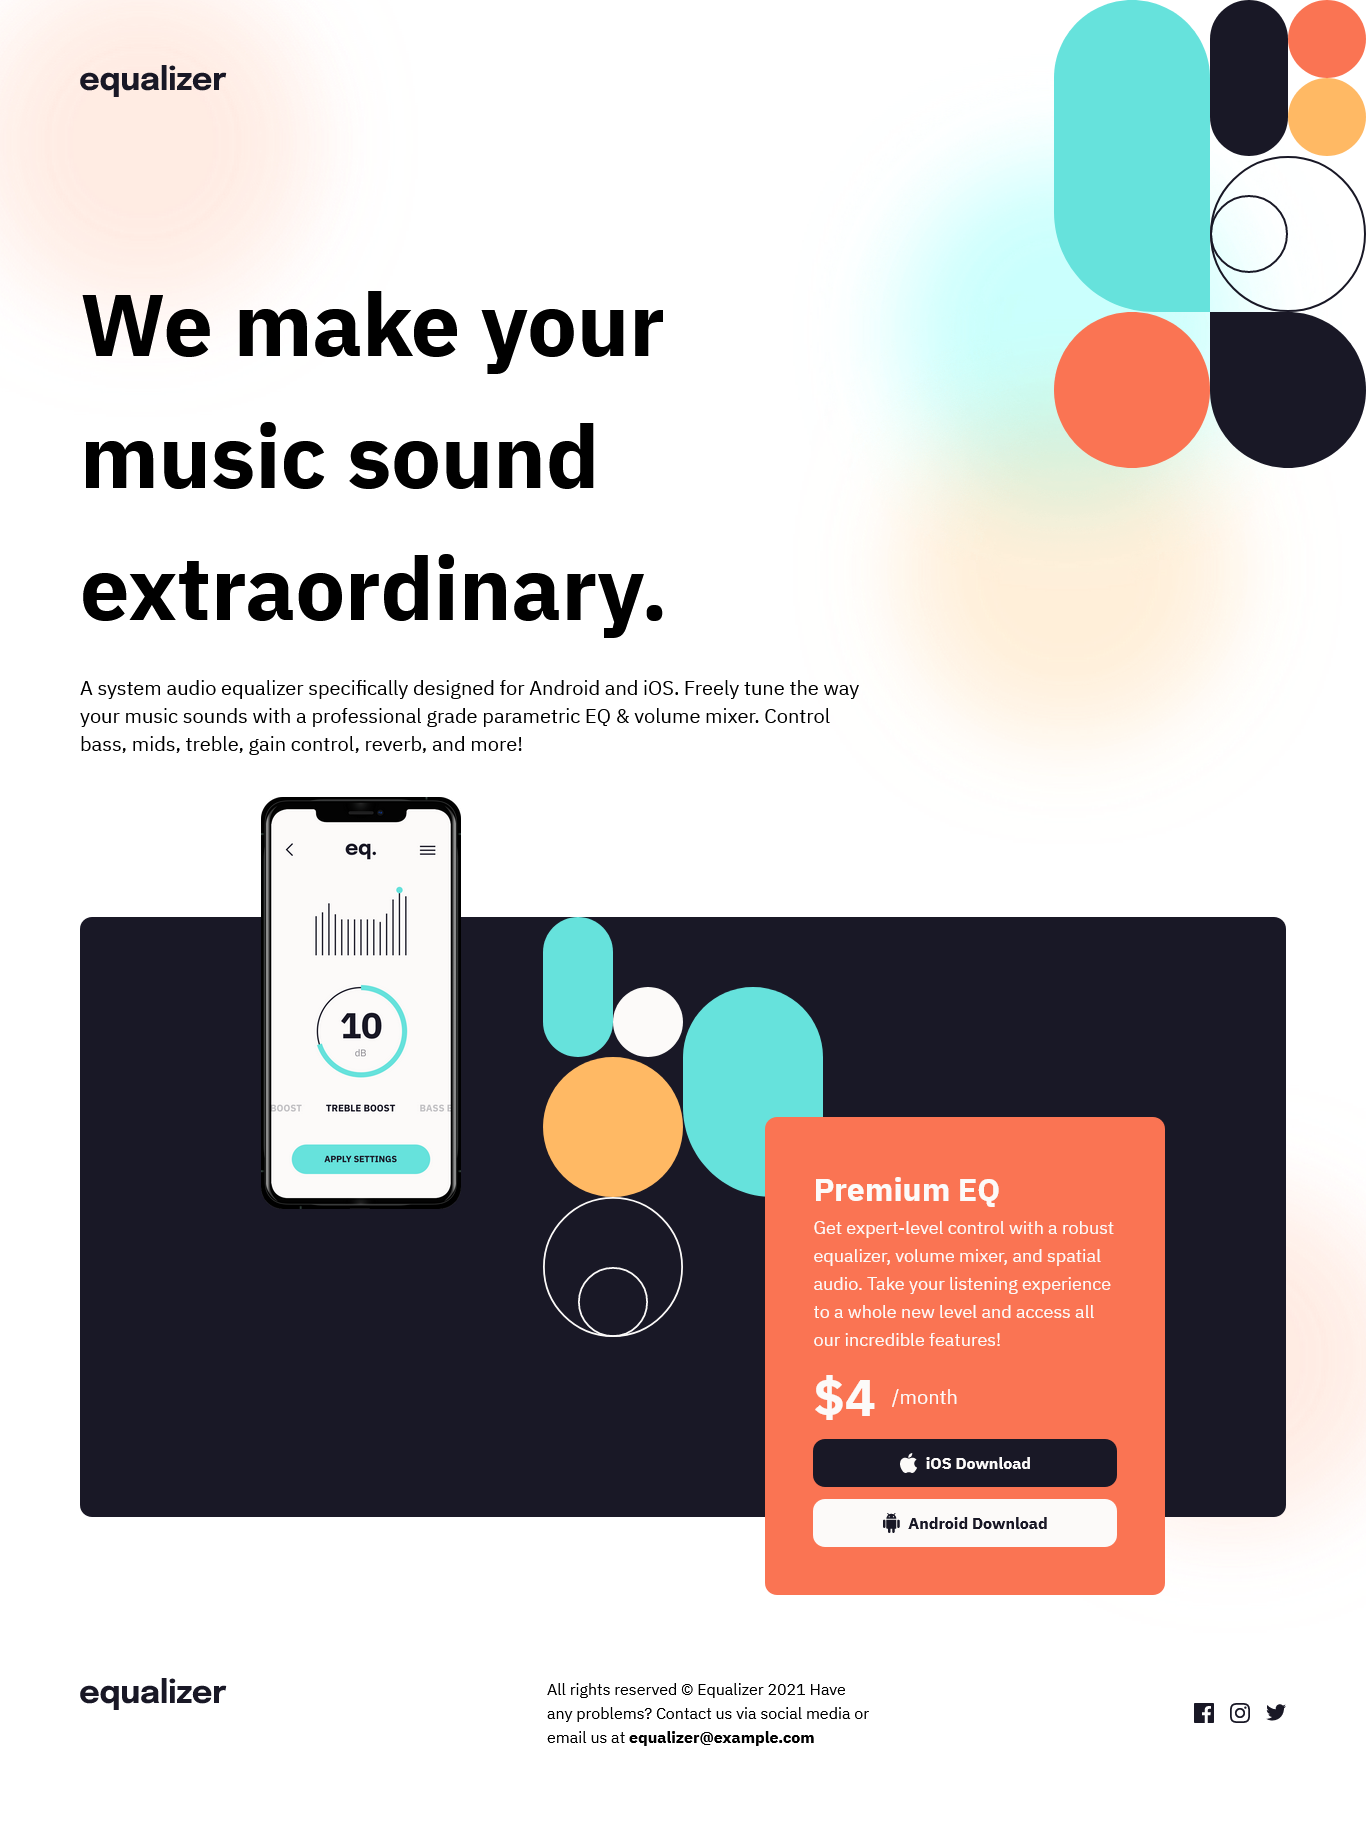 equalizer
We make your
music sound
extraordinary.
A system audio equalizer specifically designed for Android and iOS. Freely tune the way
your music sounds with a professional grade parametric EQ & volume mixer. Control
bass, mids, treble, gain control, reverb, and more!
eq.
10
dB
BOOST TREBLE BOOST BASS
APPLY SETTINGS
Premium EQ
Get expert-level control with a robust
equalizer, volume mixer, and spatial
audio. Take your listening experience
to a whole new level and access all
our incredible features!
$4 /month
iOS Download
Android Download
equalizer
All rights reserved © Equalizer 2021 Have
any problems? Contact us via social media or
email us at equalizer@example.com